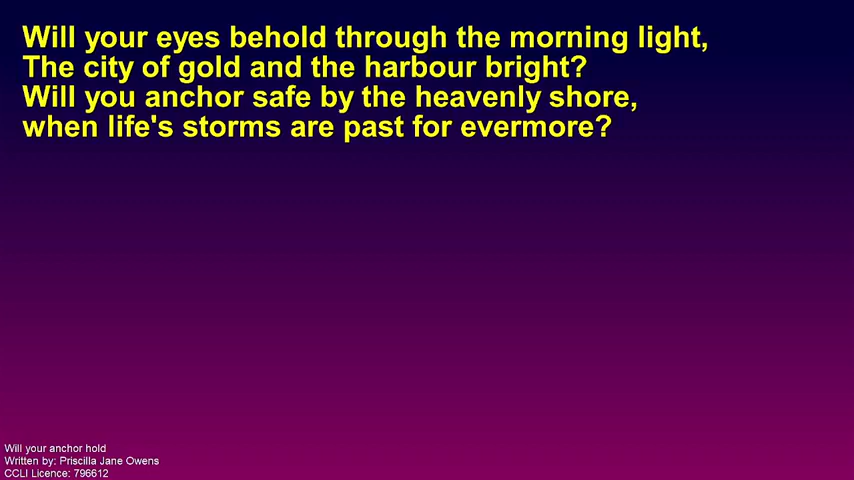 Will your eyes behold through the morning light,
The city of gold and the harbour bright?
Will you anchor safe by the heavenly shore,
when life's storms are past for evermore?
Will your anchor hold
Written by: Priscilla Jane Owens
CCLI Licence: 796612